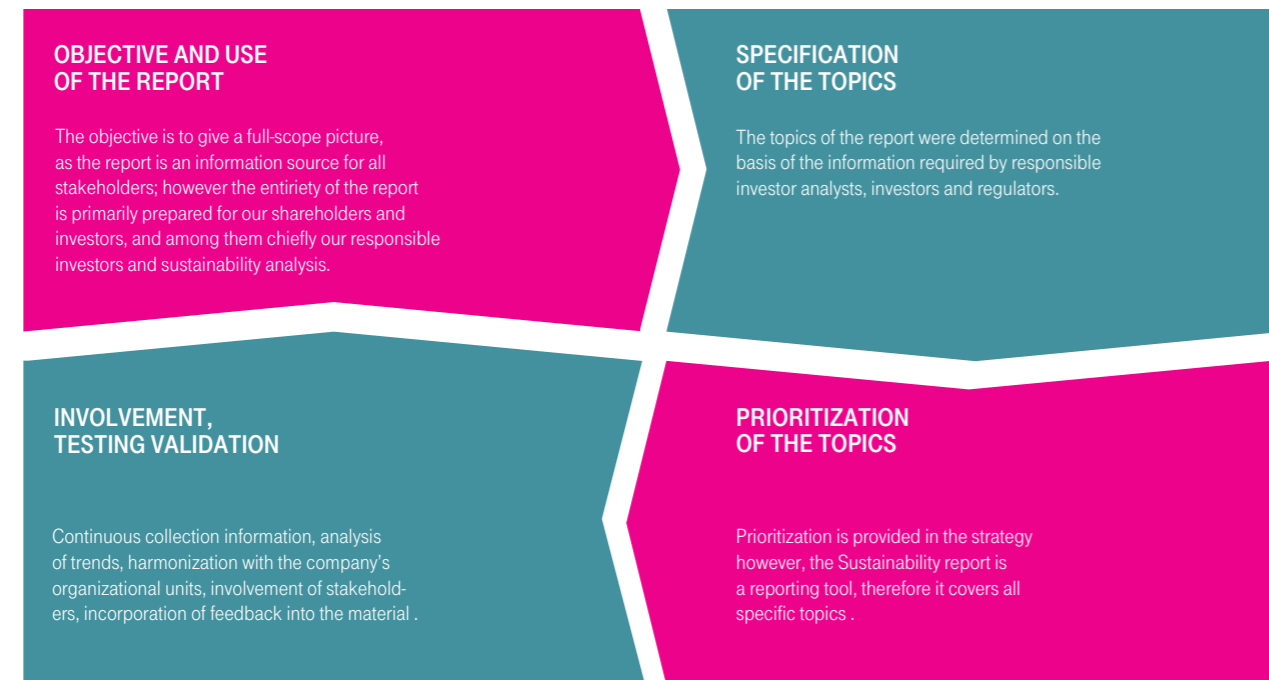 OBJECTIVE AND USE
OF THE REPORT
The objective is to give a full-scope picture,
as the report is an information source for all
stakeholders; however the entiriety of the report
is primarily prepared for our shareholders and
investors, and among them chiefly our responsible
investors and sustainability analysis.
SPECIFICATION
OF THE TOPICS
The topics of the report were determined on the
basis of the information required by responsible
investor analysts, investors and regulators.
INVOLVEMENT,
TESTING VALIDATION
Continuous collection information, analysis
of trends, harmonization with the company’s
organizational units, involvement of stakehold-
ers, incorporation of feedback into the material .
PRIORITIZATION
OF THE TOPICS
Prioritization is provided in the strategy
however, the Sustainability report is
a reporting tool, therefore it covers all
specific topics .